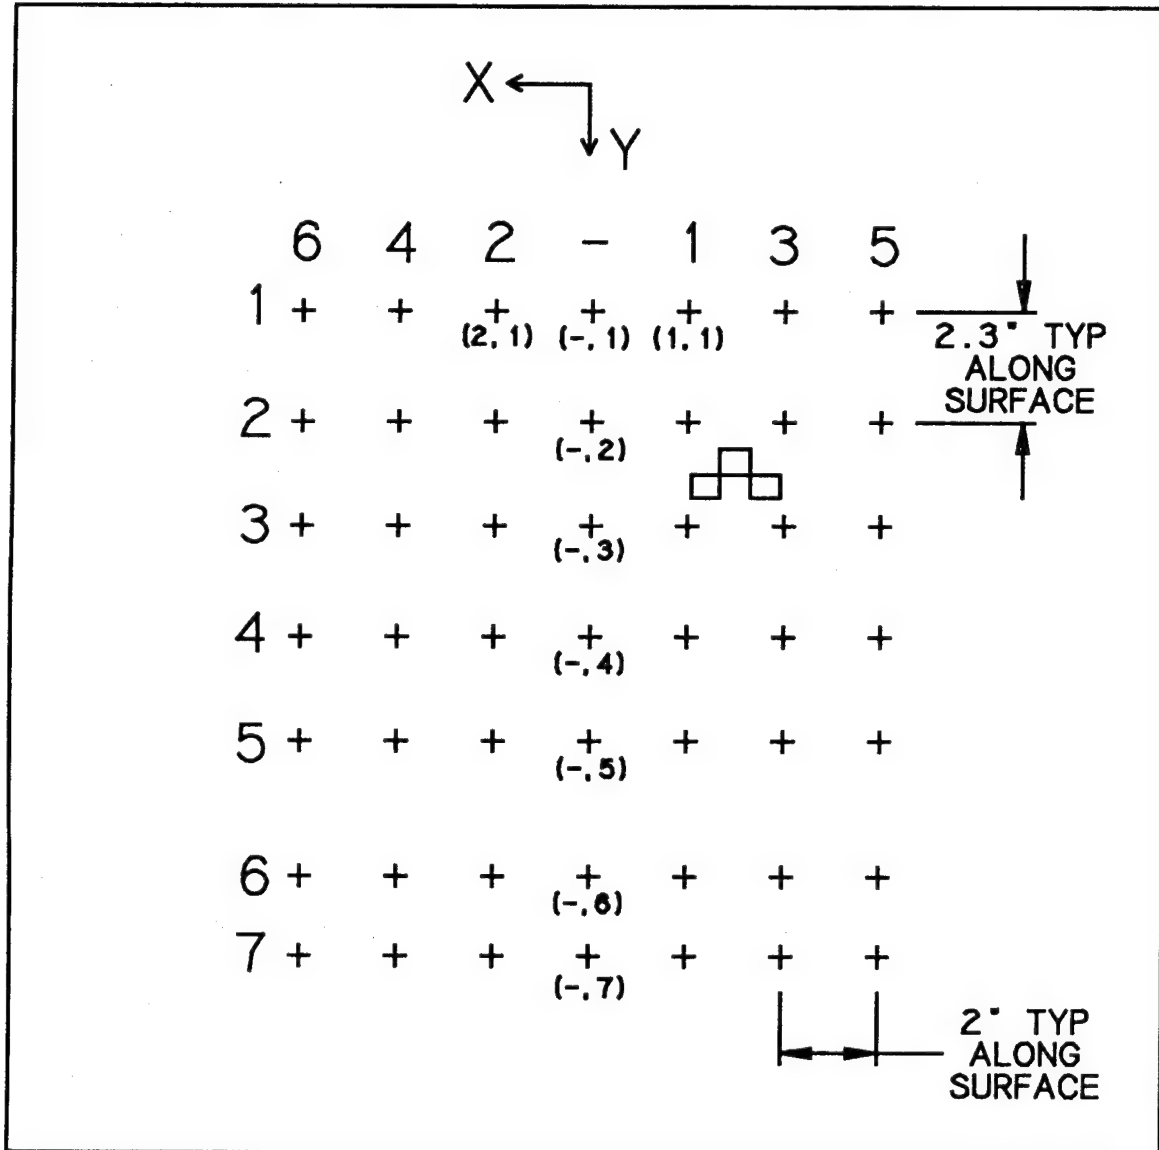 X
Y
6 4 2 - 1 3 5
1
(2,1) (-,1) (1,1)
2.3" TYP
ALONG
SURFACE
2
(-,2)
3
(-,3)
4
(-,4)
5
(-,5)
6
(-,6)
7
(-,7)
2" TYP
ALONG
SURFACE